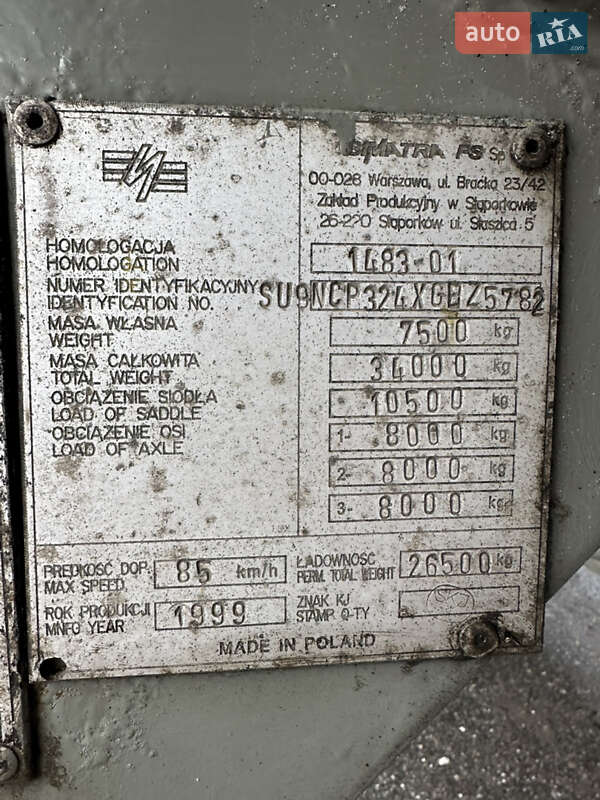 auto RIA.com
SIMATRA PS Sp
00-026 Warszawa, ul. Bracka 23/42
Zakład Produkcyjny w Stąporkowie
26-220 Stąporków ul. Staszica 5
HOMOLOGACJA
HOMOLOGATION 1483-01
NUMER IDENTYFIKACYJNY
IDENTYFICATION NO. SU9NCP324XGEZ5782
MASA WŁASNA
WEIGHT 7500 kg
MASA CAŁKOWITA
TOTAL WEIGHT 34000 kg
OBCIĄŻENIE SIODŁA
LOAD OF SADDLE 10500 kg
OBCIĄŻENIE OSI
LOAD OF AXLE 1- 8000 kg
2- 8000 kg
3- 8000 kg
PRĘDKOŚĆ DOP.
MAX SPEED 85 km/h
ŁADOWNOŚĆ
PERM. TOTAL WEIGHT 26500 kg
ROK PRODUKCJI
MNFG YEAR 1999
ZNAK KJ
STAMP Q-TY
MADE IN POLAND